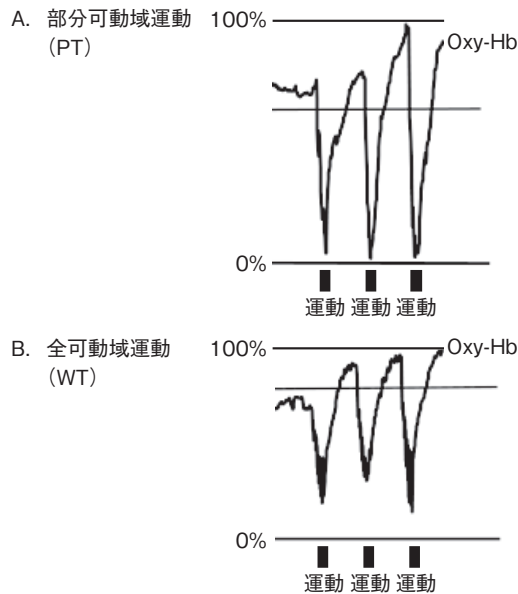 A. 部分可動域運動
（PT）
100%
Oxy-Hb
0%
運動 運動 運動
B. 全可動域運動
（WT）
100%
Oxy-Hb
0%
運動 運動 運動